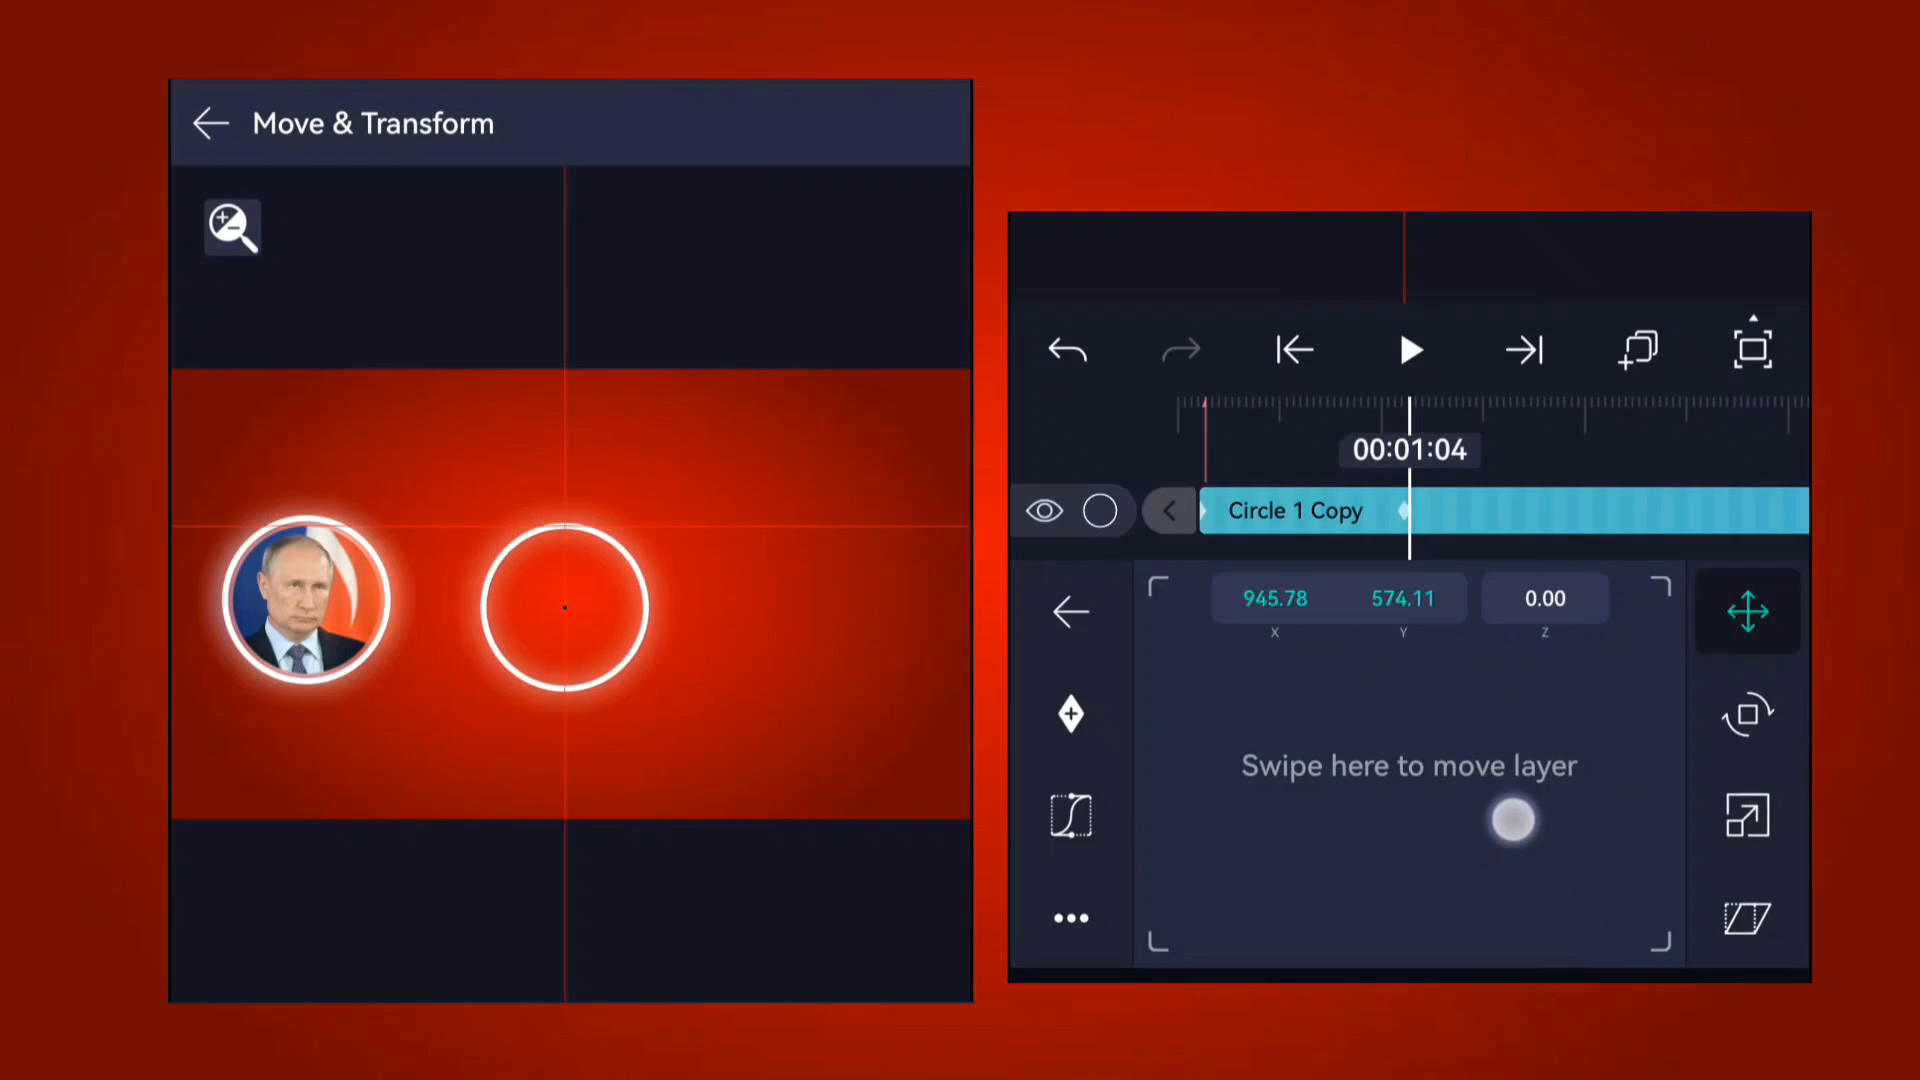 Move & Transform
00:01:04
Circle 1 Copy
945.78 574.11 0.00
X Y Z
Swipe here to move layer